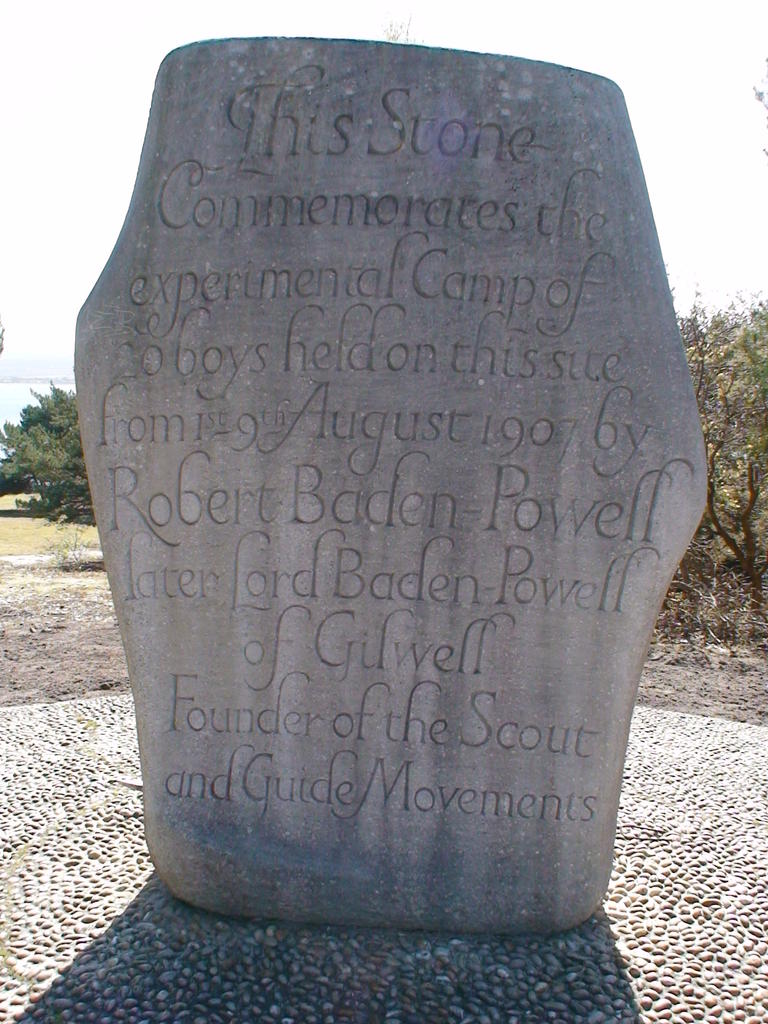 This Stone
Commemorates the
experimental Camp of
20 boys held on this site
from 1st-9th August 1907 by
Robert Baden-Powell
later Lord Baden-Powell
of Gilwell
Founder of the Scout
and Guide Movements